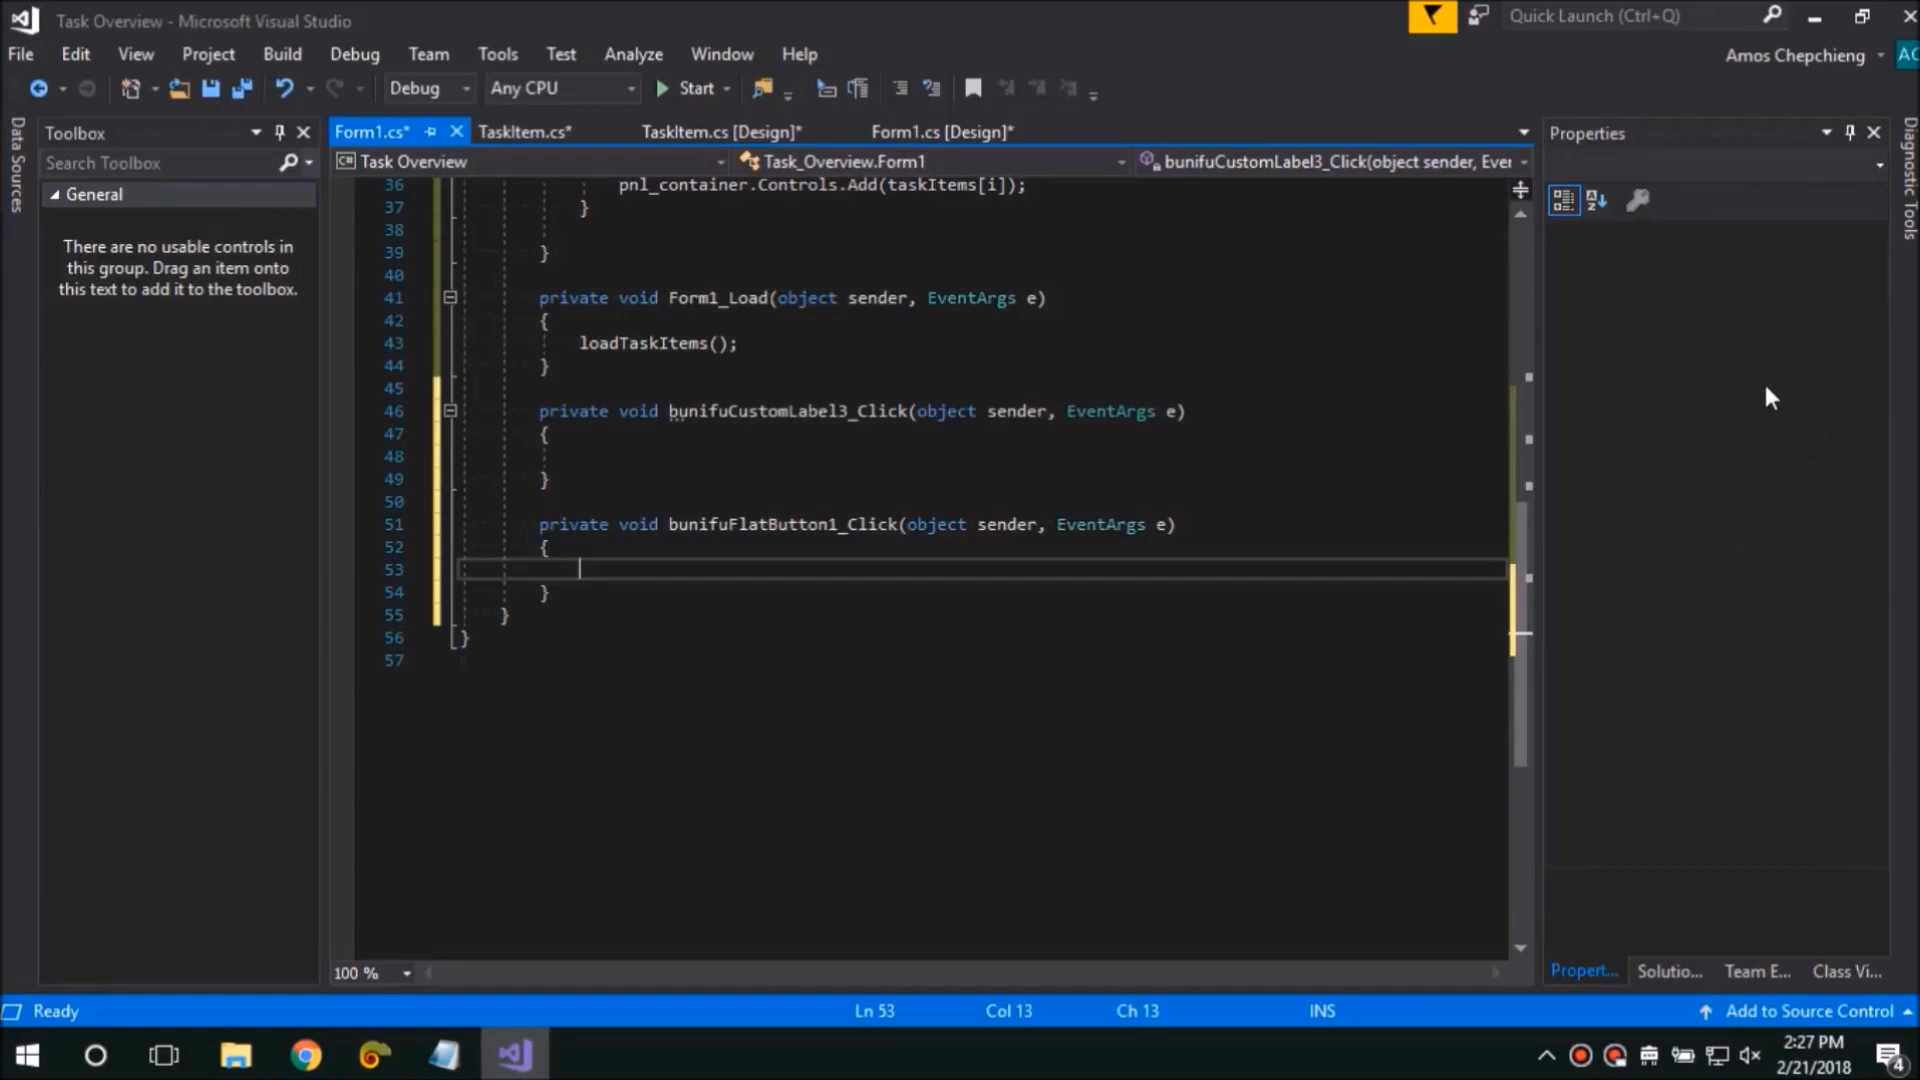 Task Overview - Microsoft Visual Studio
Quick Launch (Ctrl+Q)
File Edit View Project Build Debug Team Tools Test Analyze Window Help
Amos Chepchieng
AC
Debug Any CPU Start
Data Sources
Toolbox
Search Toolbox
General
There are no usable controls in
this group. Drag an item onto
this text to add it to the toolbox.
Form1.cs* TaskItem.cs* TaskItem.cs [Design]* Form1.cs [Design]*
Task Overview Task_Overview.Form1 bunifuCustomLabel3_Click(object sender, Ever
36 pnl_container.Controls.Add(taskItems[i]);
37 }
38
39 }
40
41 private void Form1_Load(object sender, EventArgs e)
42 {
43 loadTaskItems();
44 }
45
46 private void bunifuCustomLabel3_Click(object sender, EventArgs e)
47 {
48
49 }
50
51 private void bunifuFlatButton1_Click(object sender, EventArgs e)
52 {
53
54 }
55 }
56 }
57
100 %
Properties
Diagnostic Tools
Propert... Solutio... Team E... Class Vi...
Ready Ln 53 Col 13 Ch 13 INS Add to Source Control
2:27 PM
2/21/2018
4